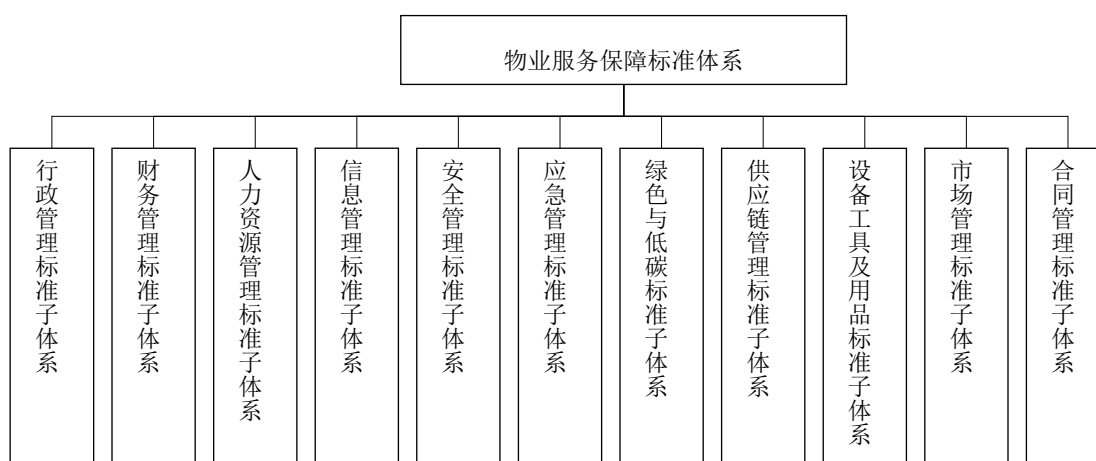 物业服务保障标准体系
行政管理标准子体系
财务管理标准子体系
人力资源管理标准子体系
信息管理标准子体系
安全管理标准子体系
应急管理标准子体系
绿色与低碳标准子体系
供应链管理标准子体系
设备工具及用品标准子体系
市场管理标准子体系
合同管理标准子体系